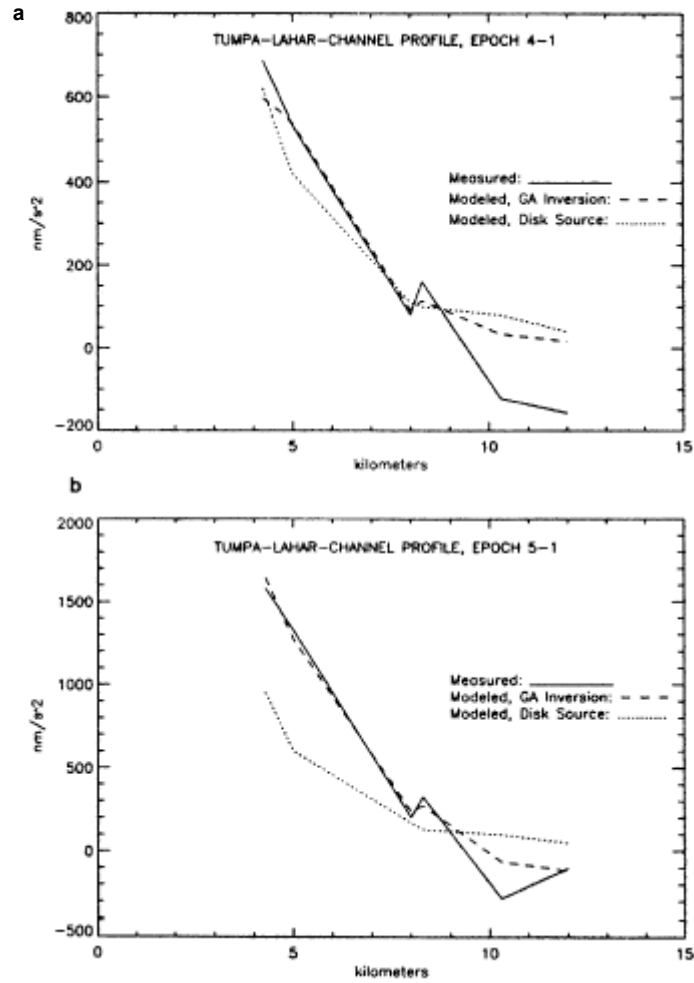 a
800
600
400
200
0
-200
nm/s^2
TUMPA-LAHAR-CHANNEL PROFILE, EPOCH 4-1
Measured:
Modeled, GA Inversion:
Modeled, Disk Source:
0 5 10 15
kilometers
b
2000
1500
1000
500
0
-500
nm/s^2
TUMPA-LAHAR-CHANNEL PROFILE, EPOCH 5-1
Measured:
Modeled, GA Inversion:
Modeled, Disk Source:
0 5 10 15
kilometers